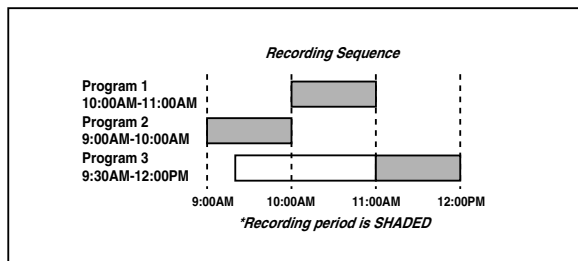 Recording Sequence
Program 1
10:00AM-11:00AM
Program 2
9:00AM-10:00AM
Program 3
9:30AM-12:00PM
9:00AM 10:00AM 11:00AM 12:00PM
*Recording period is SHADED